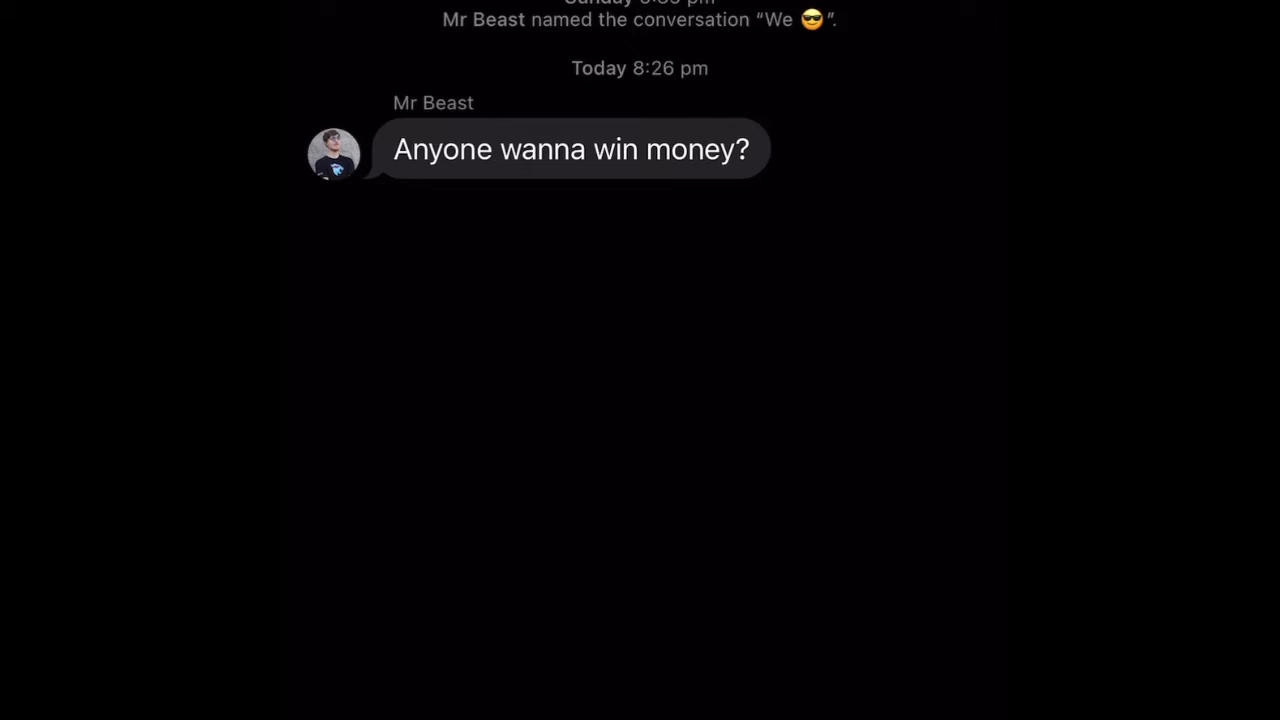 Mr Beast named the conversation “We 😎”.
Today 8:26 pm
Mr Beast
Anyone wanna win money?